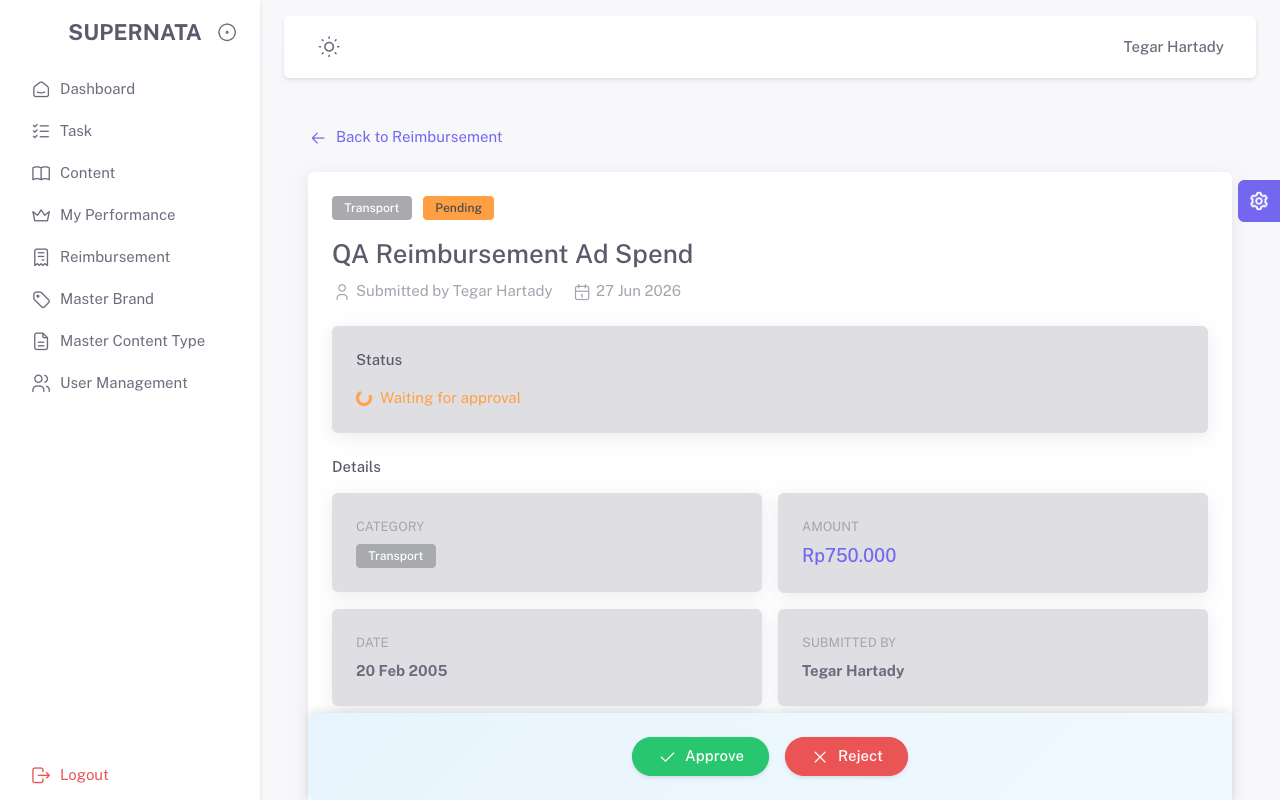 SUPERNATA
Dashboard
Task
Content
My Performance
Reimbursement
Master Brand
Master Content Type
User Management
Logout
Tegar Hartady
Back to Reimbursement
Transport
Pending
QA Reimbursement Ad Spend
Submitted by Tegar Hartady
27 Jun 2026
Status
Waiting for approval
Details
CATEGORY
Transport
AMOUNT
Rp750.000
DATE
20 Feb 2005
SUBMITTED BY
Tegar Hartady
Approve
Reject